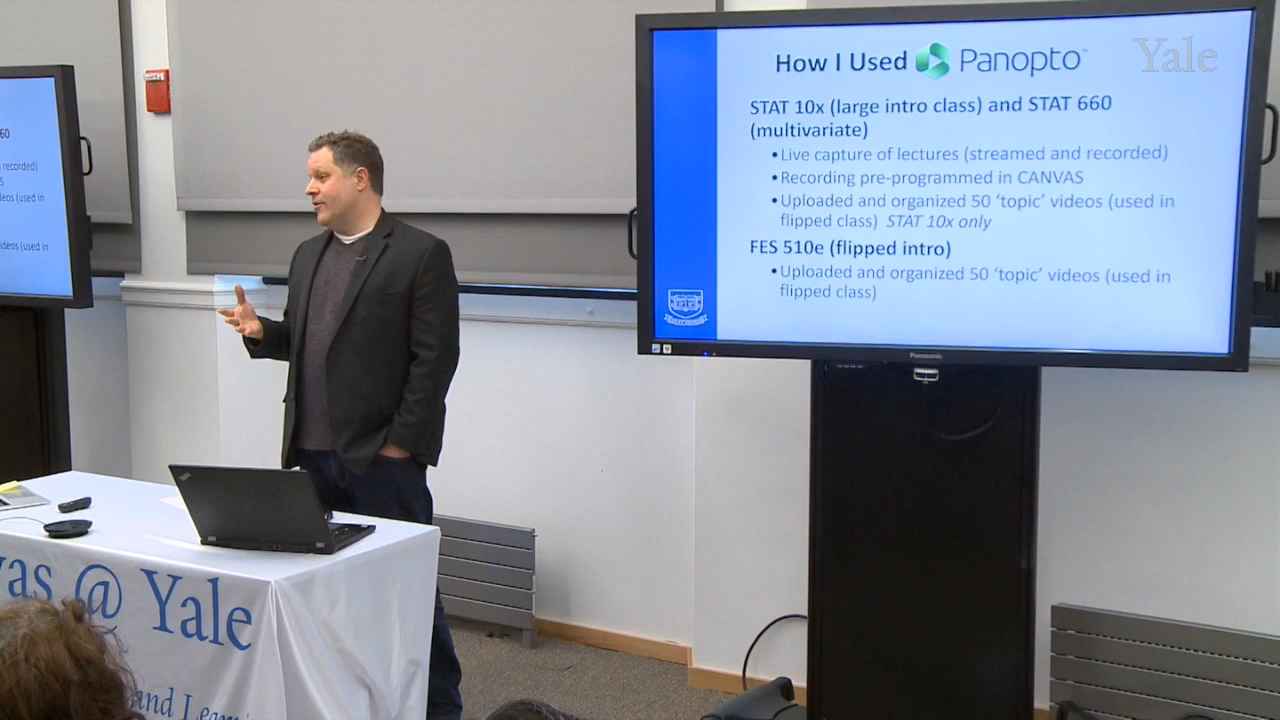 60
recorded)
S
deos (used in
ideos (used in
How I Used Panopto™
Yale
STAT 10x (large intro class) and STAT 660
(multivariate)
•Live capture of lectures (streamed and recorded)
•Recording pre-programmed in CANVAS
•Uploaded and organized 50 'topic' videos (used in
flipped class) STAT 10x only
FES 510e (flipped intro)
•Uploaded and organized 50 'topic' videos (used in
flipped class)
Panasonic
vas @ Yale
and Learn